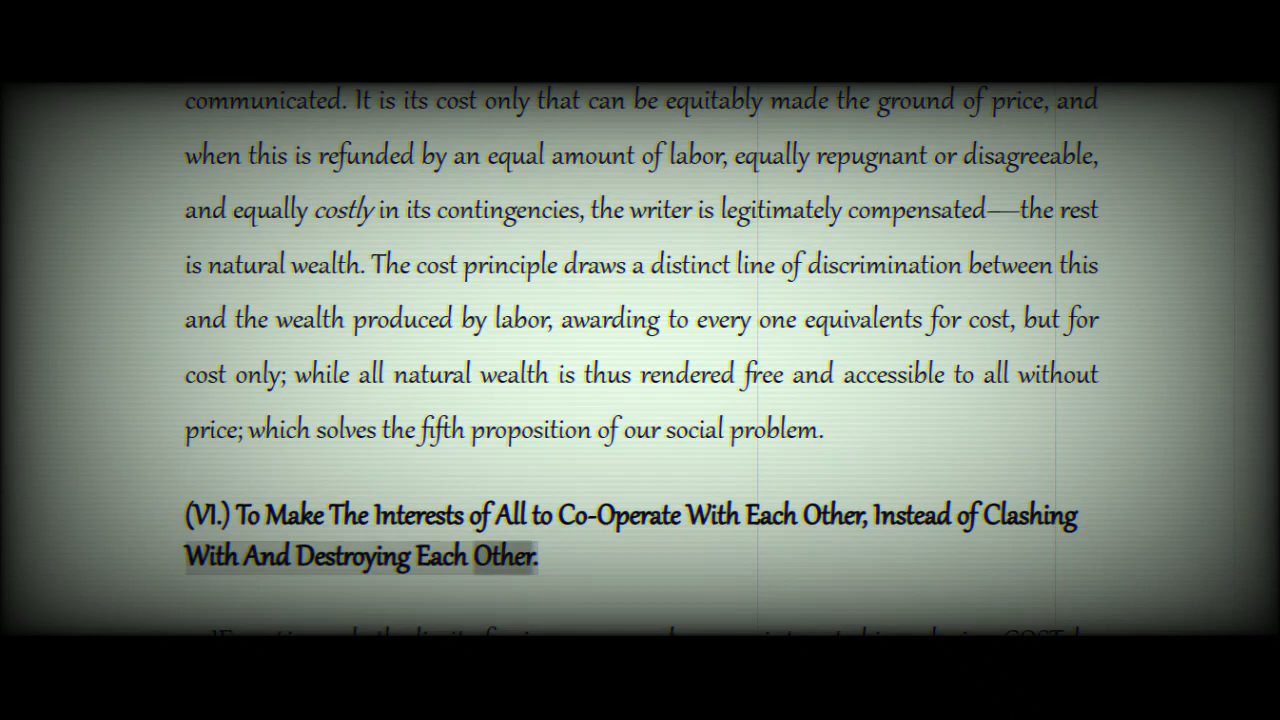 communicated. It is its cost only that can be equitably made the ground of price, and
when this is refunded by an equal amount of labor, equally repugnant or disagreeable,
and equally costly in its contingencies, the writer is legitimately compensated—the rest
is natural wealth. The cost principle draws a distinct line of discrimination between this
and the wealth produced by labor, awarding to every one equivalents for cost, but for
cost only; while all natural wealth is thus rendered free and accessible to all without
price; which solves the fifth proposition of our social problem.
(VI.) To Make The Interests of All to Co-Operate With Each Other, Instead of Clashing
With And Destroying Each Other.